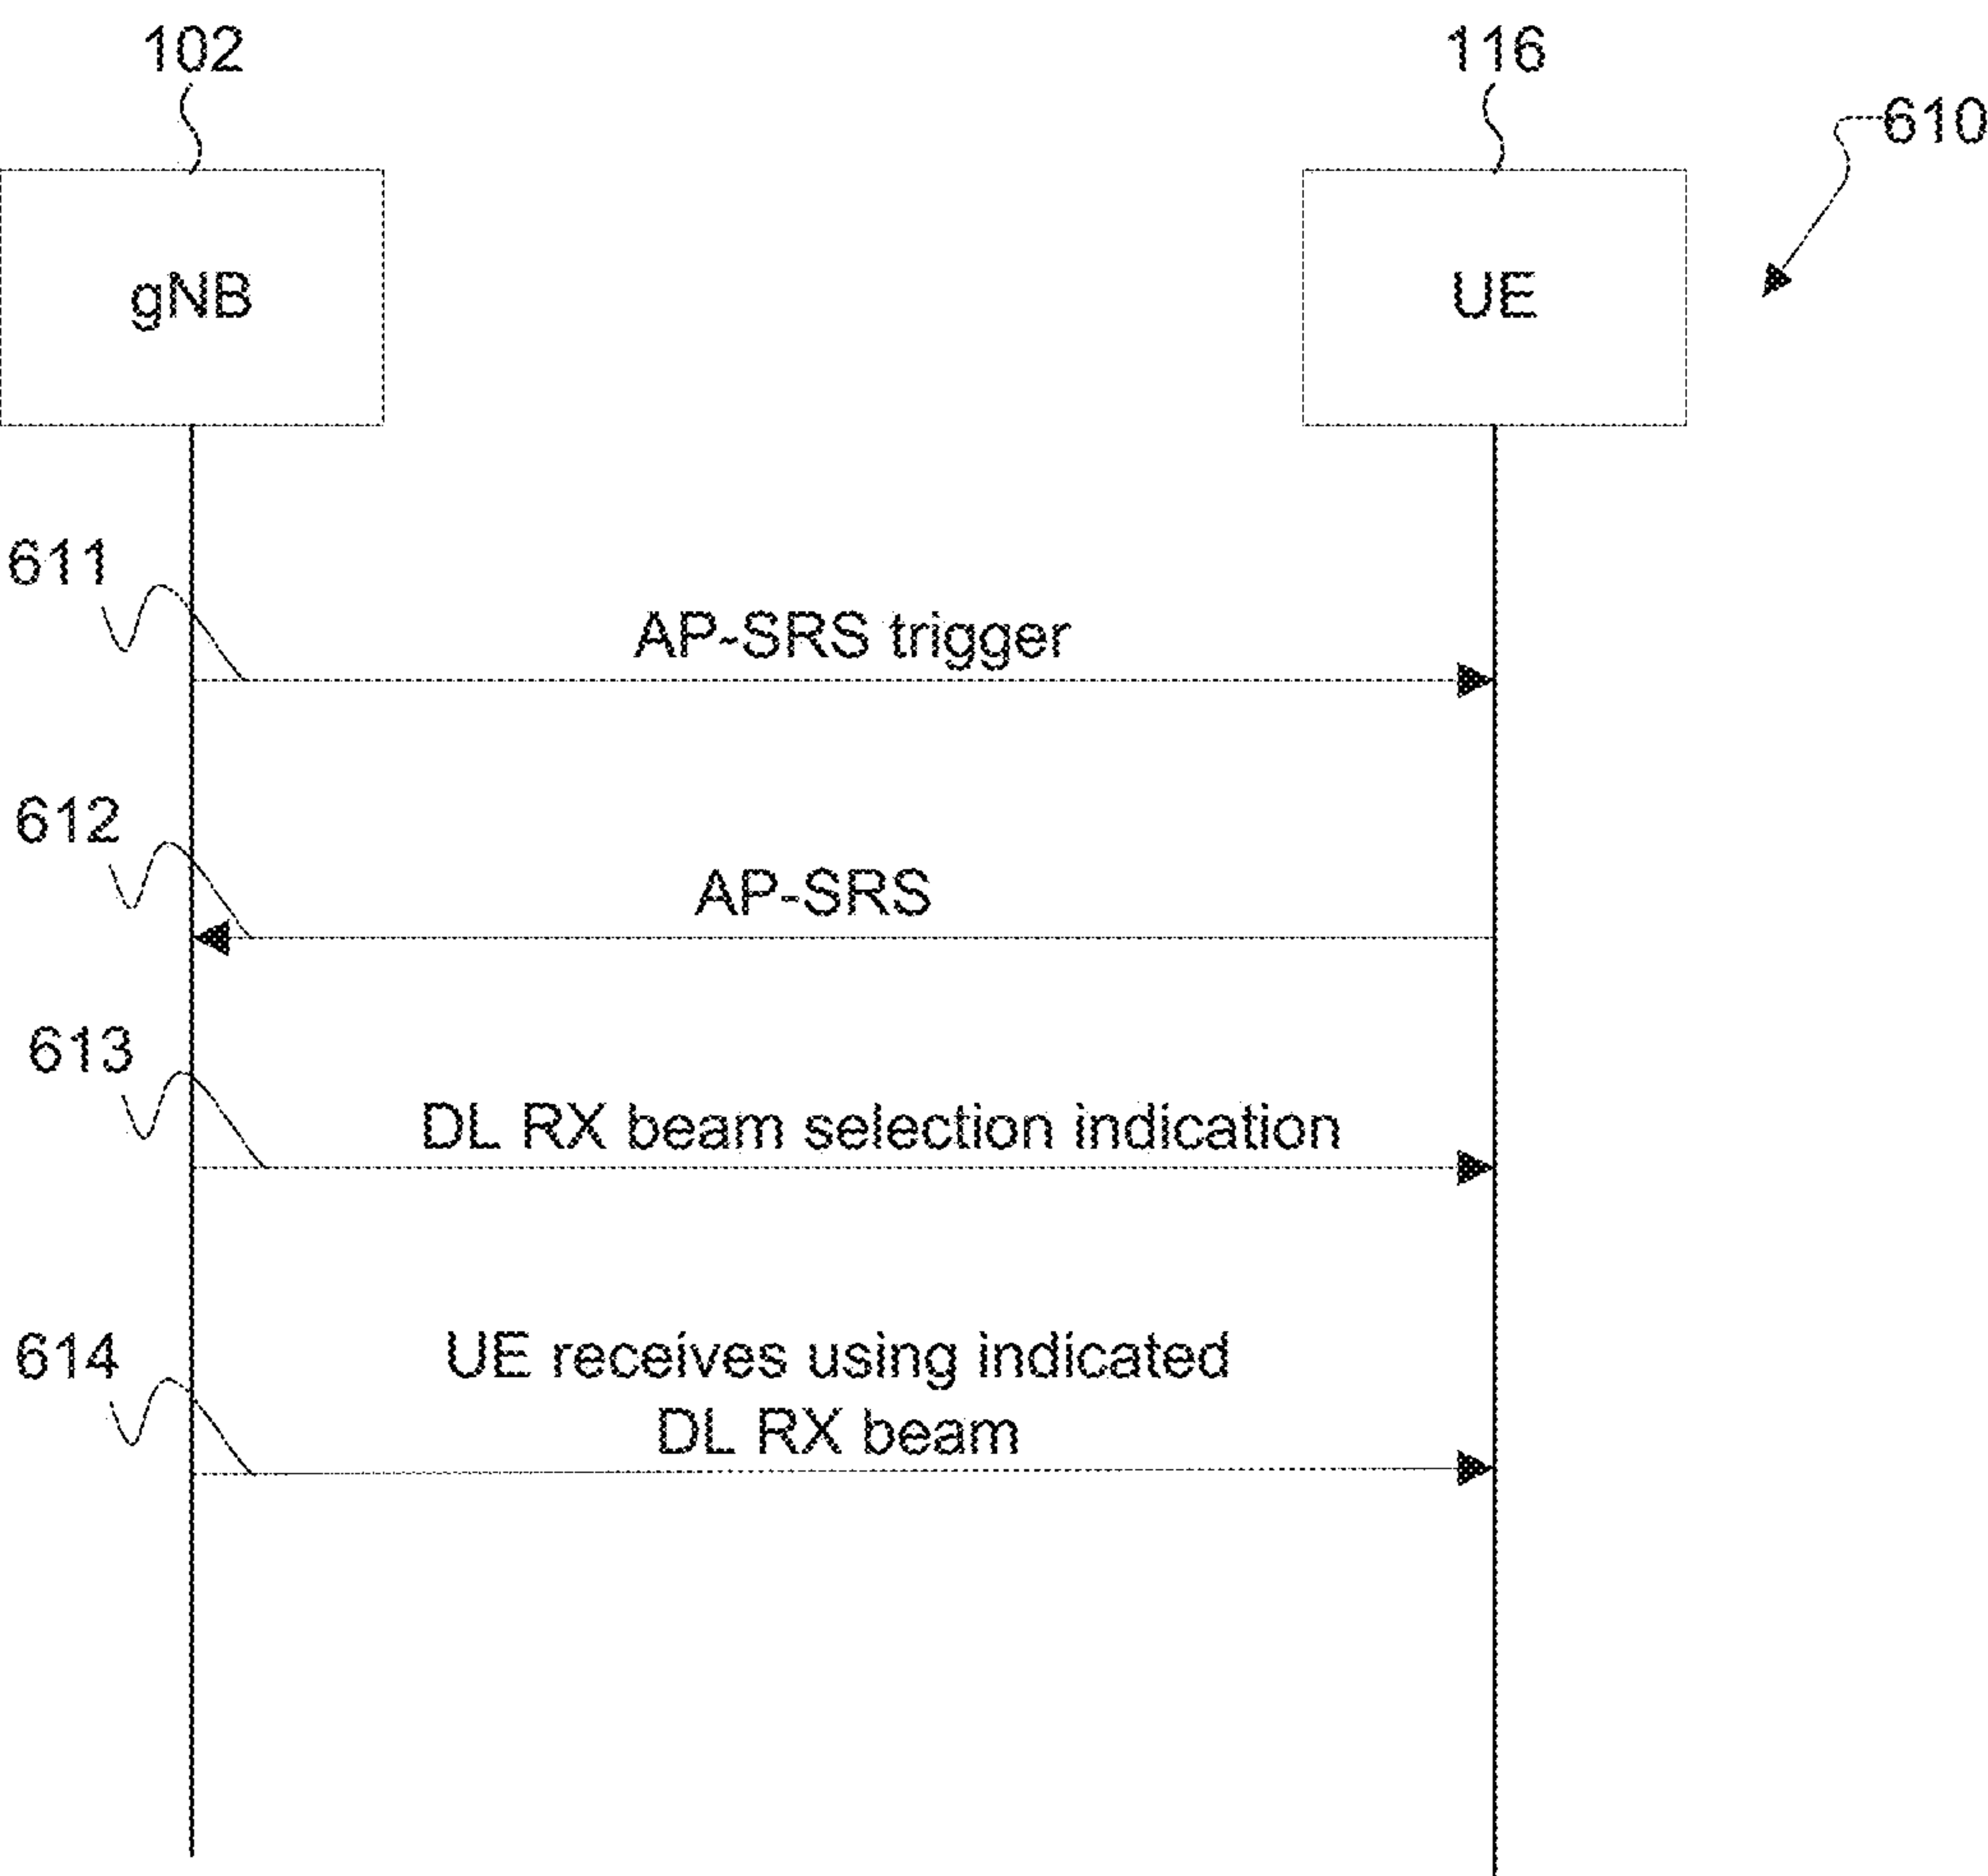 102
116
610
gNB
UE
611
AP-SRS trigger
612
AP-SRS
613
DL RX beam selection indication
614
UE receives using indicated
DL RX beam